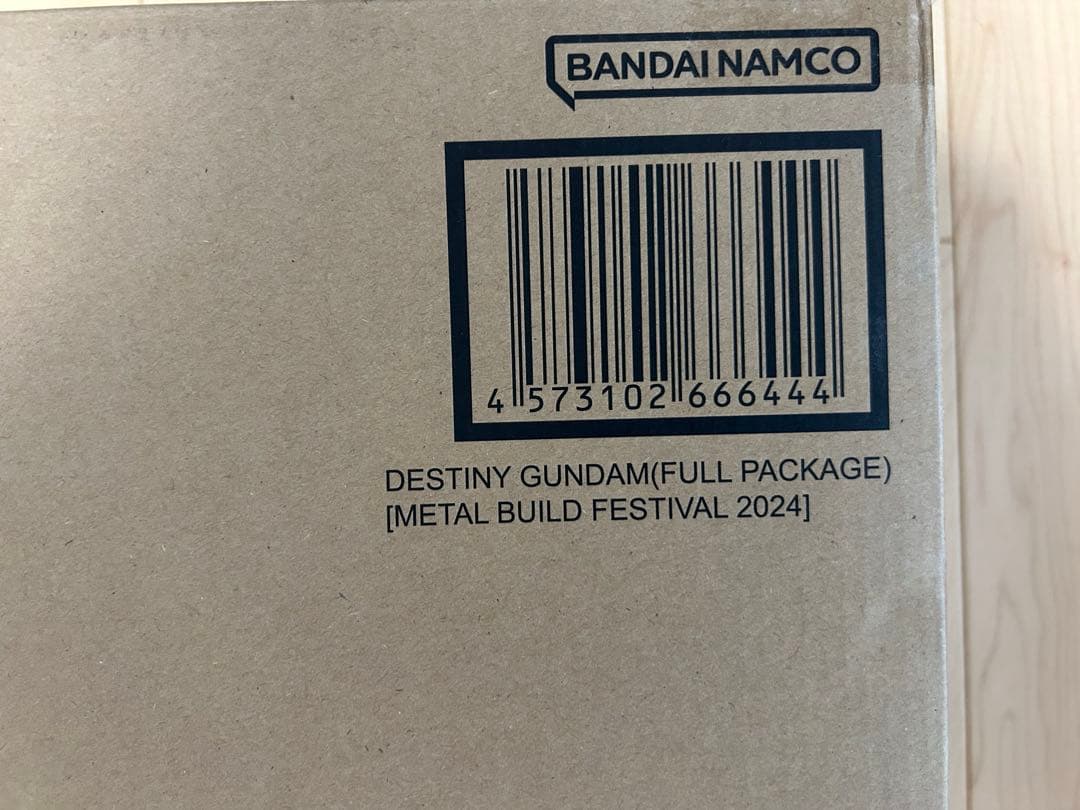 BANDAI NAMCO
4 573102 666444
DESTINY GUNDAM(FULL PACKAGE)
[METAL BUILD FESTIVAL 2024]